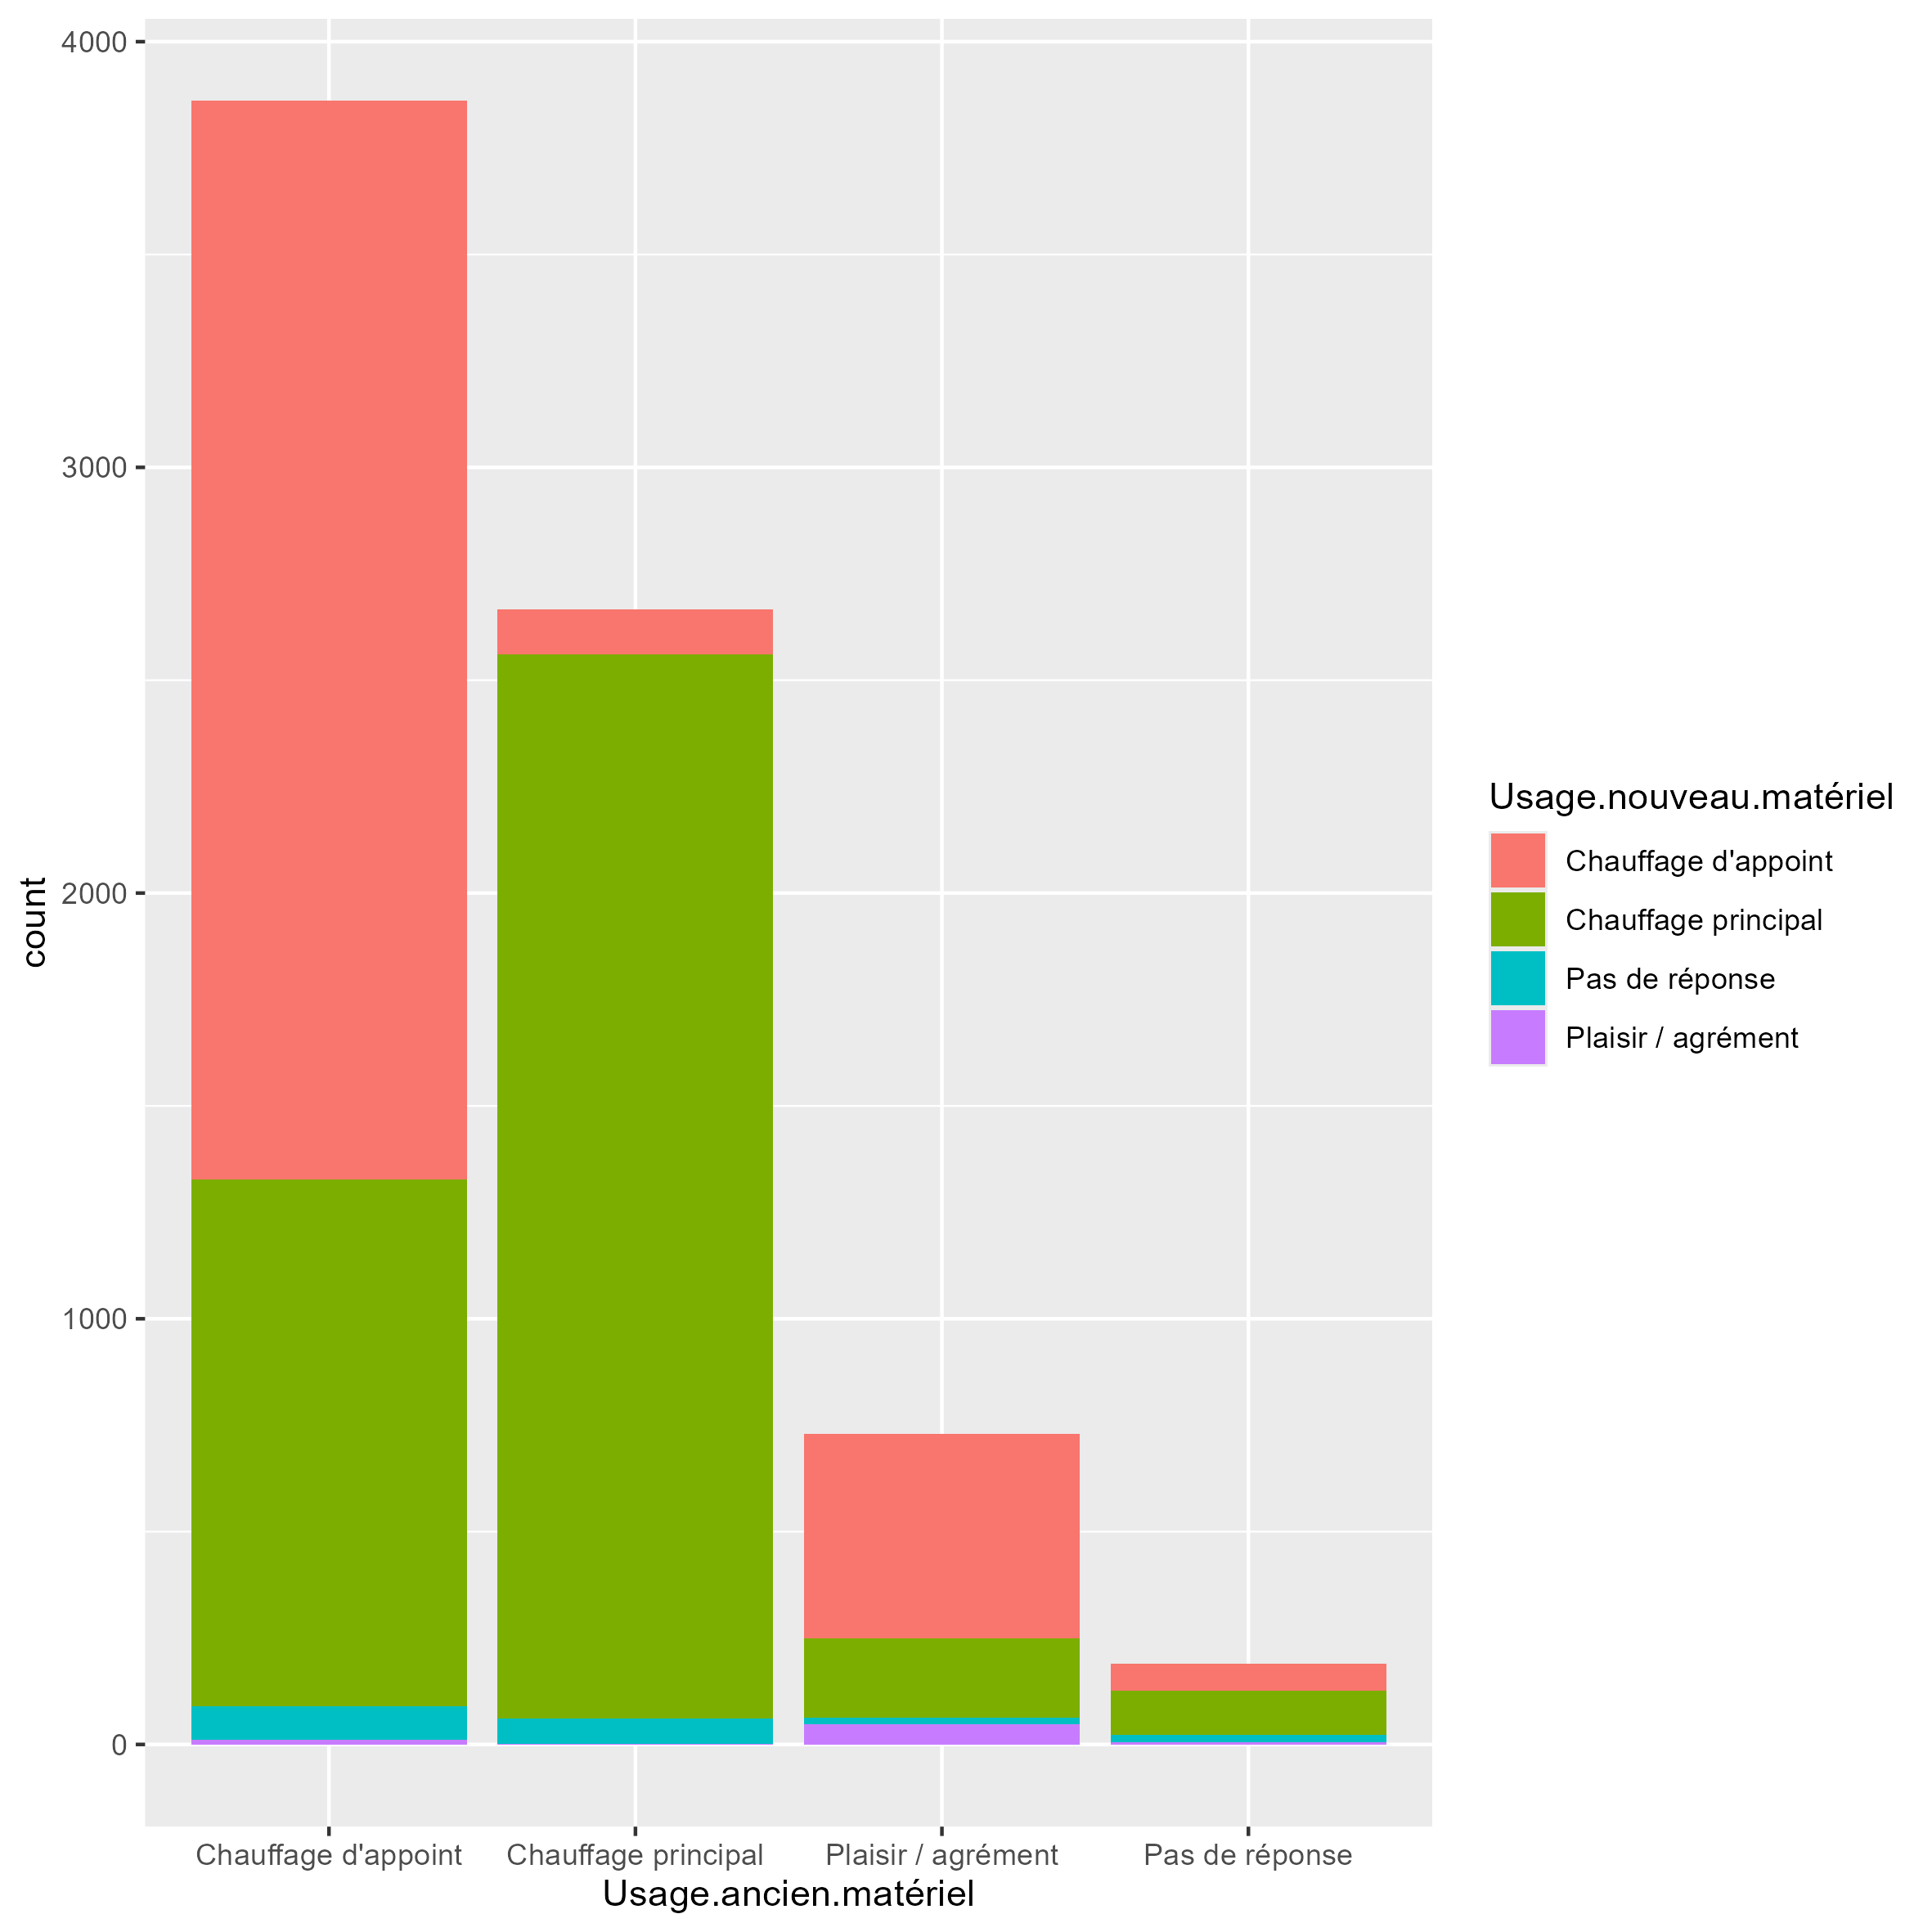 4000
3000
2000
1000
0
count
Chauffage d'appoint
Chauffage principal
Plaisir / agrément
Pas de réponse
Usage.ancien.matériel
Usage.nouveau.matériel
Chauffage d'appoint
Chauffage principal
Pas de réponse
Plaisir / agrément